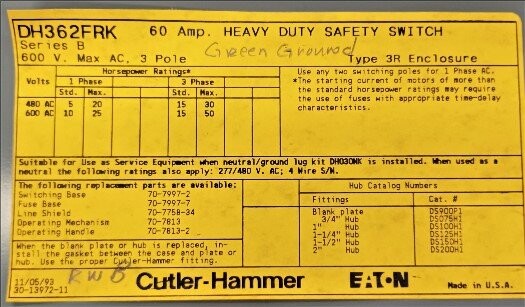 DH362FRK 60 Amp. HEAVY DUTY SAFETY SWITCH
Series B Green Ground
600 V. Max AC, 3 Pole Type 3R Enclosure
Horsepower Ratings*
Volts 1 Phase 3 Phase
Std. Max. Std. Max.
480 AC 5 20 15 30
600 AC 10 25 15 50
Use any two switching poles for 1 Phase AC.
*The starting current of motors of more than
the standard horsepower ratings may require
the use of fuses with appropriate time-delay
characteristics.
Suitable for Use as Service Equipment when neutral/ground lug kit DH030NK is installed. When used as a
neutral the following ratings also apply: 277/480 V. AC; 4 Wire S/N.
The following replacement parts are available:
Switching Base 70-7997-2
Fuse Base 70-7997-7
Line Shield 70-7758-34
Operating Mechanism 70-7813
Operating Handle 70-7813-2
When the blank plate or hub is replaced, in-
stall the gasket between the case and plate or
hub. Use the proper Cutler-Hammer fitting.
Hub Catalog Numbers
Fittings Cat. #
Blank plate DS900P1
3/4" Hub DS075H1
1" Hub DS100H1
1-1/4" Hub DS125H1
1-1/2" Hub DS150H1
2" Hub DS200H1
R W B
11/05/93
30-13972-11
Cutler-Hammer EATON Made in U.S.A.